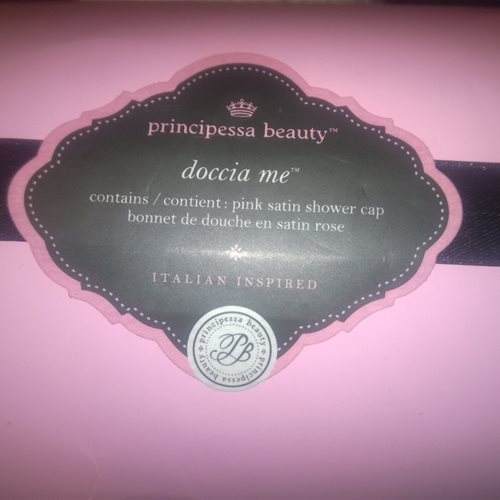 principessa beauty™
doccia me™
contains / contient: pink satin shower cap
bonnet de douche en satin rose
ITALIAN INSPIRED
principessa beauty
principessa beauty
PB